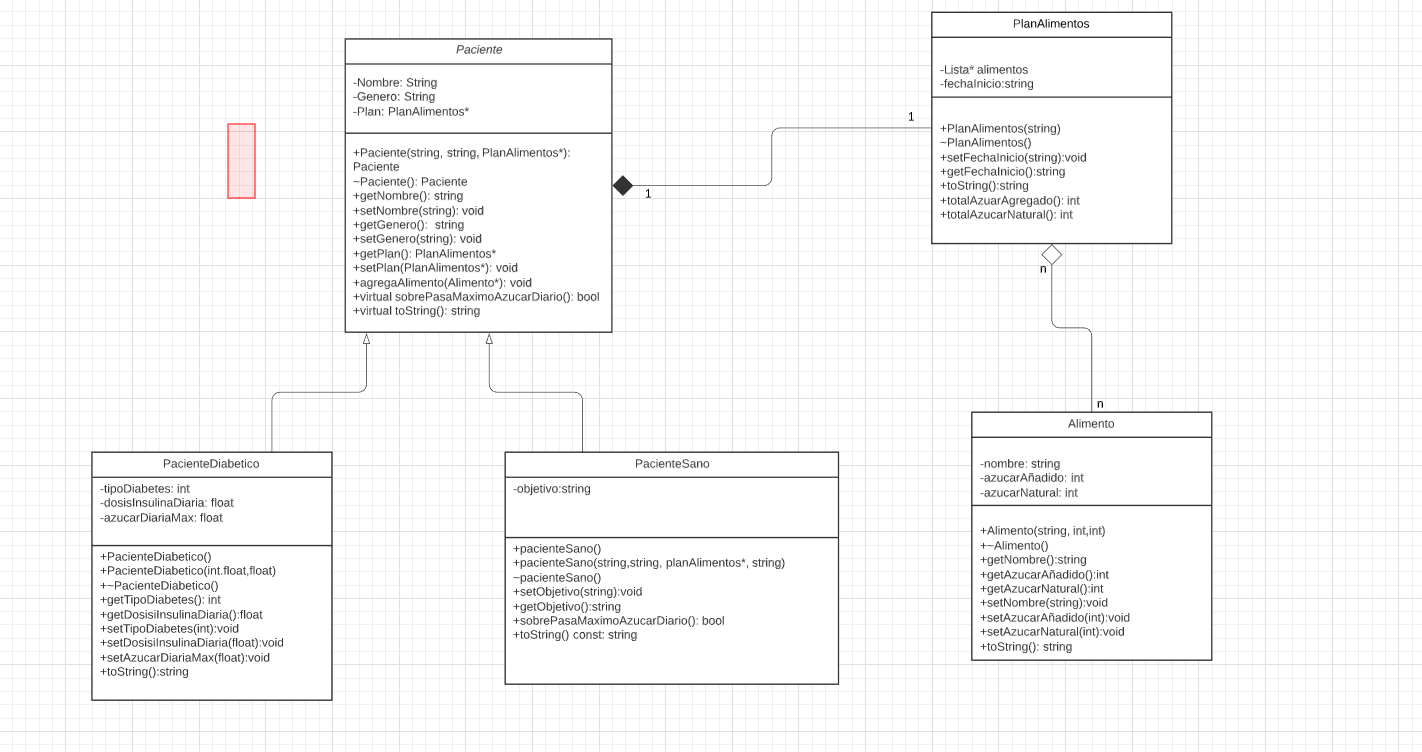 Paciente
-Nombre: String
-Genero: String
-Plan: PlanAlimentos*
+Paciente(string, string, PlanAlimentos*):
Paciente
~Paciente(): Paciente
+getNombre(): string
+setNombre(string): void
+getGenero(): string
+setGenero(string): void
+getPlan(): PlanAlimentos*
+setPlan(PlanAlimentos*): void
+agregaAlimento(Alimento*): void
+virtual sobrePasaMaximoAzucarDiario(): bool
+virtual toString(): string
1
1
PlanAlimentos
-Lista* alimentos
-fechaInicio:string
+PlanAlimentos(string)
~PlanAlimentos()
+setFechaInicio(string):void
+getFechaInicio():string
+toString():string
+totalAzuarAgregado(): int
+totalAzucarNatural(): int
n
n
PacienteDiabetico
-tipoDiabetes: int
-dosisInsulinaDiaria: float
-azucarDiariaMax: float
+PacienteDiabetico()
+PacienteDiabetico(int.float,float)
+~PacienteDiabetico()
+getTipoDiabetes(): int
+getDosisiInsulinaDiaria():float
+setTipoDiabetes(int):void
+setDosisiInsulinaDiaria(float):void
+setAzucarDiariaMax(float):void
+toString():string
PacienteSano
-objetivo:string
+pacienteSano()
+pacienteSano(string,string, planAlimentos*, string)
~pacienteSano()
+setObjetivo(string):void
+getObjetivo():string
+sobrePasaMaximoAzucarDiario(): bool
+toString() const: string
Alimento
-nombre: string
-azucarAñadido: int
-azucarNatural: int
+Alimento(string, int,int)
+~Alimento()
+getNombre():string
+getAzucarAñadido():int
+getAzucarNatural():int
+setNombre(string):void
+setAzucarAñadido(int):void
+setAzucarNatural(int):void
+toString(): string